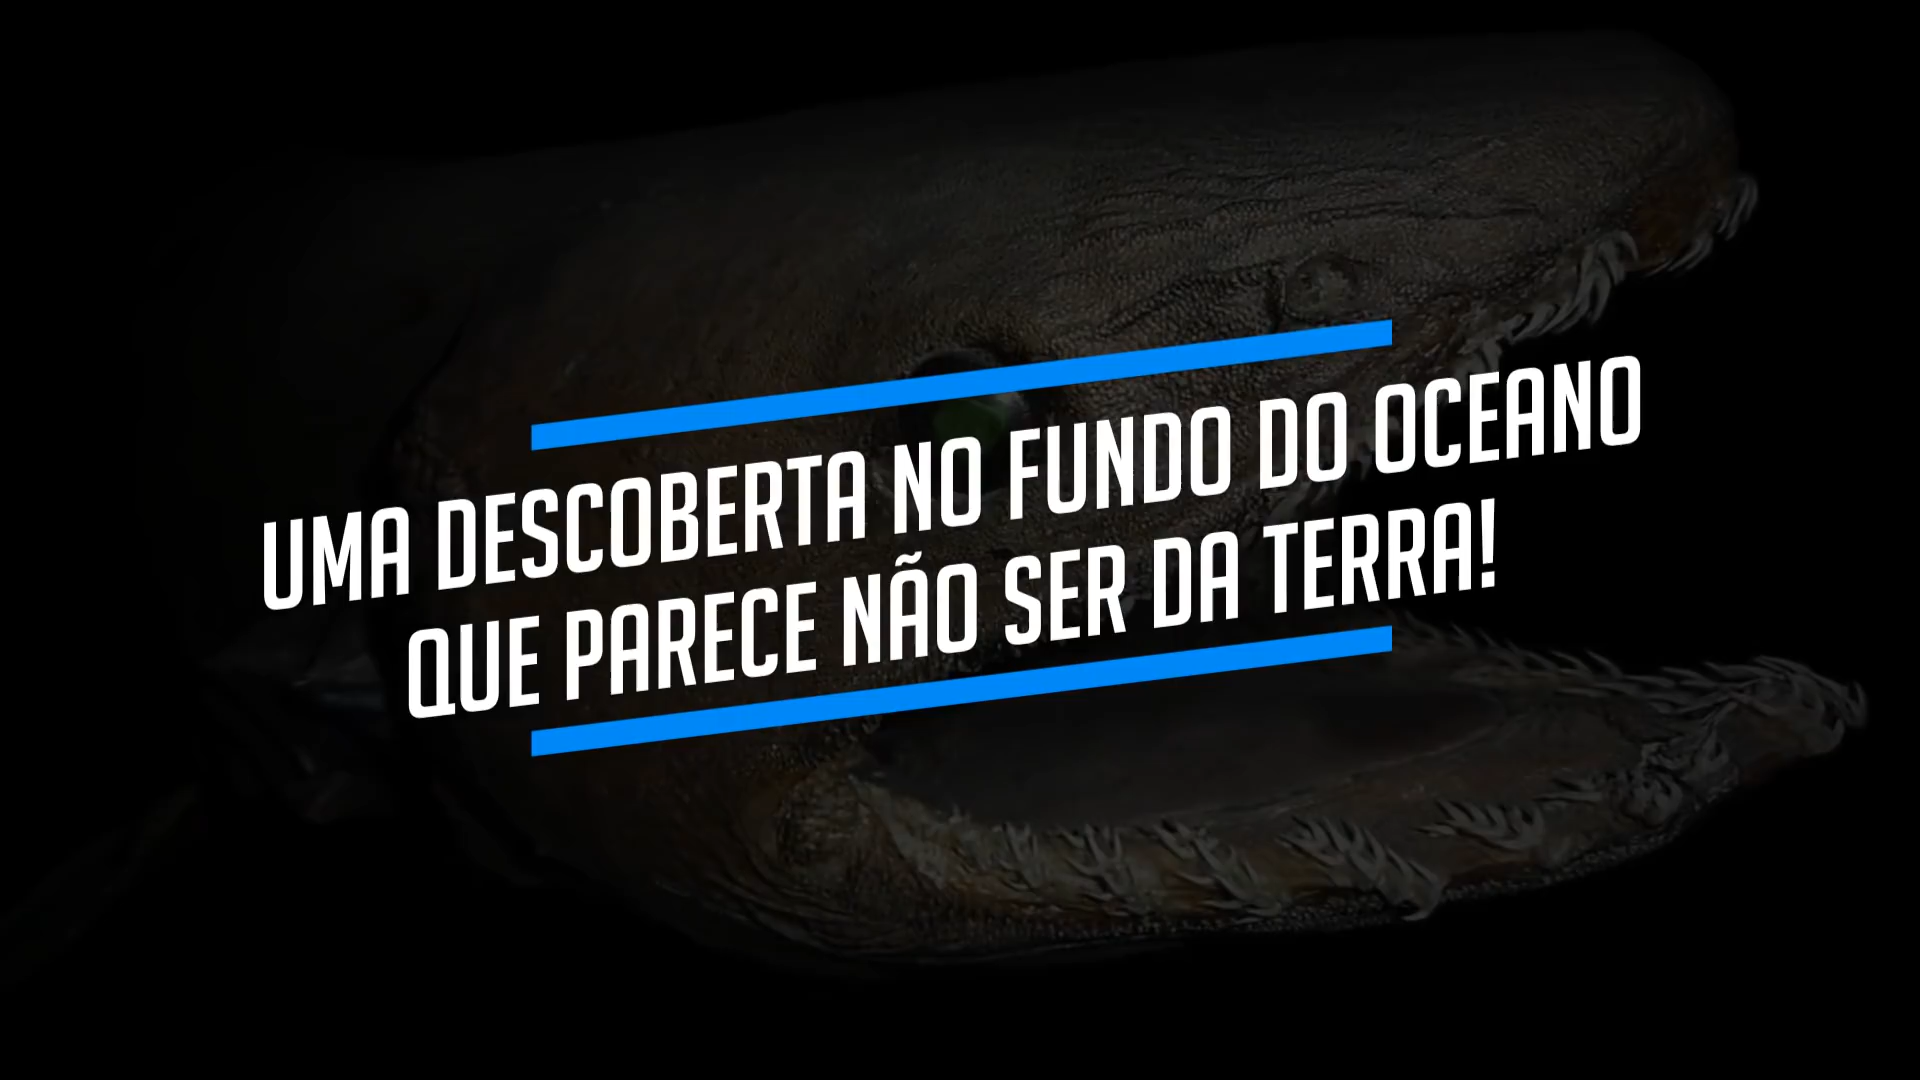 UMA DESCOBERTA NO FUNDO DO OCEANO
QUE PARECE NÃO SER DA TERRA!